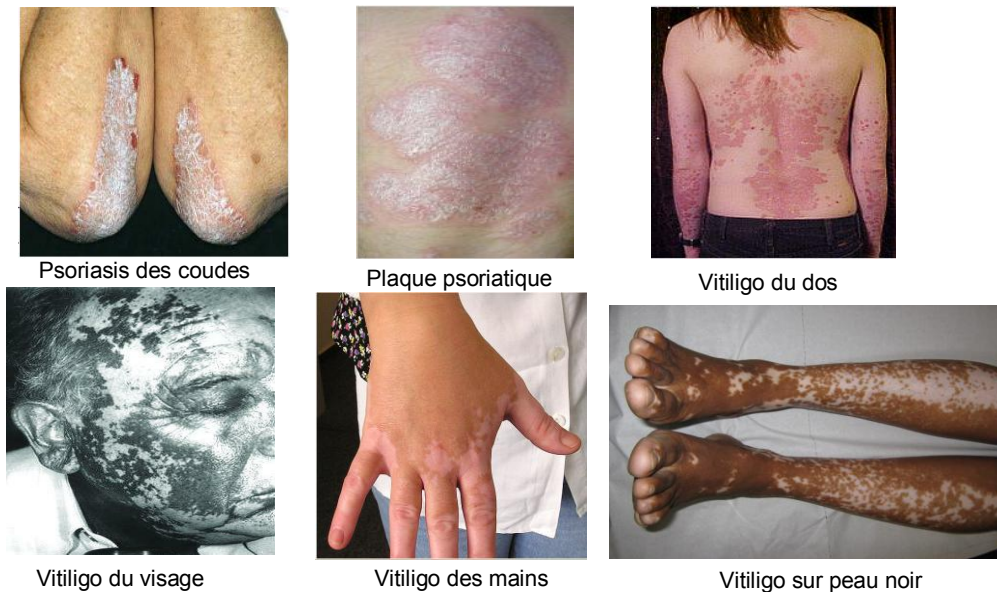 Psoriasis des coudes
Plaque psoriatique
Vitiligo du dos
Vitiligo du visage
Vitiligo des mains
Vitiligo sur peau noir